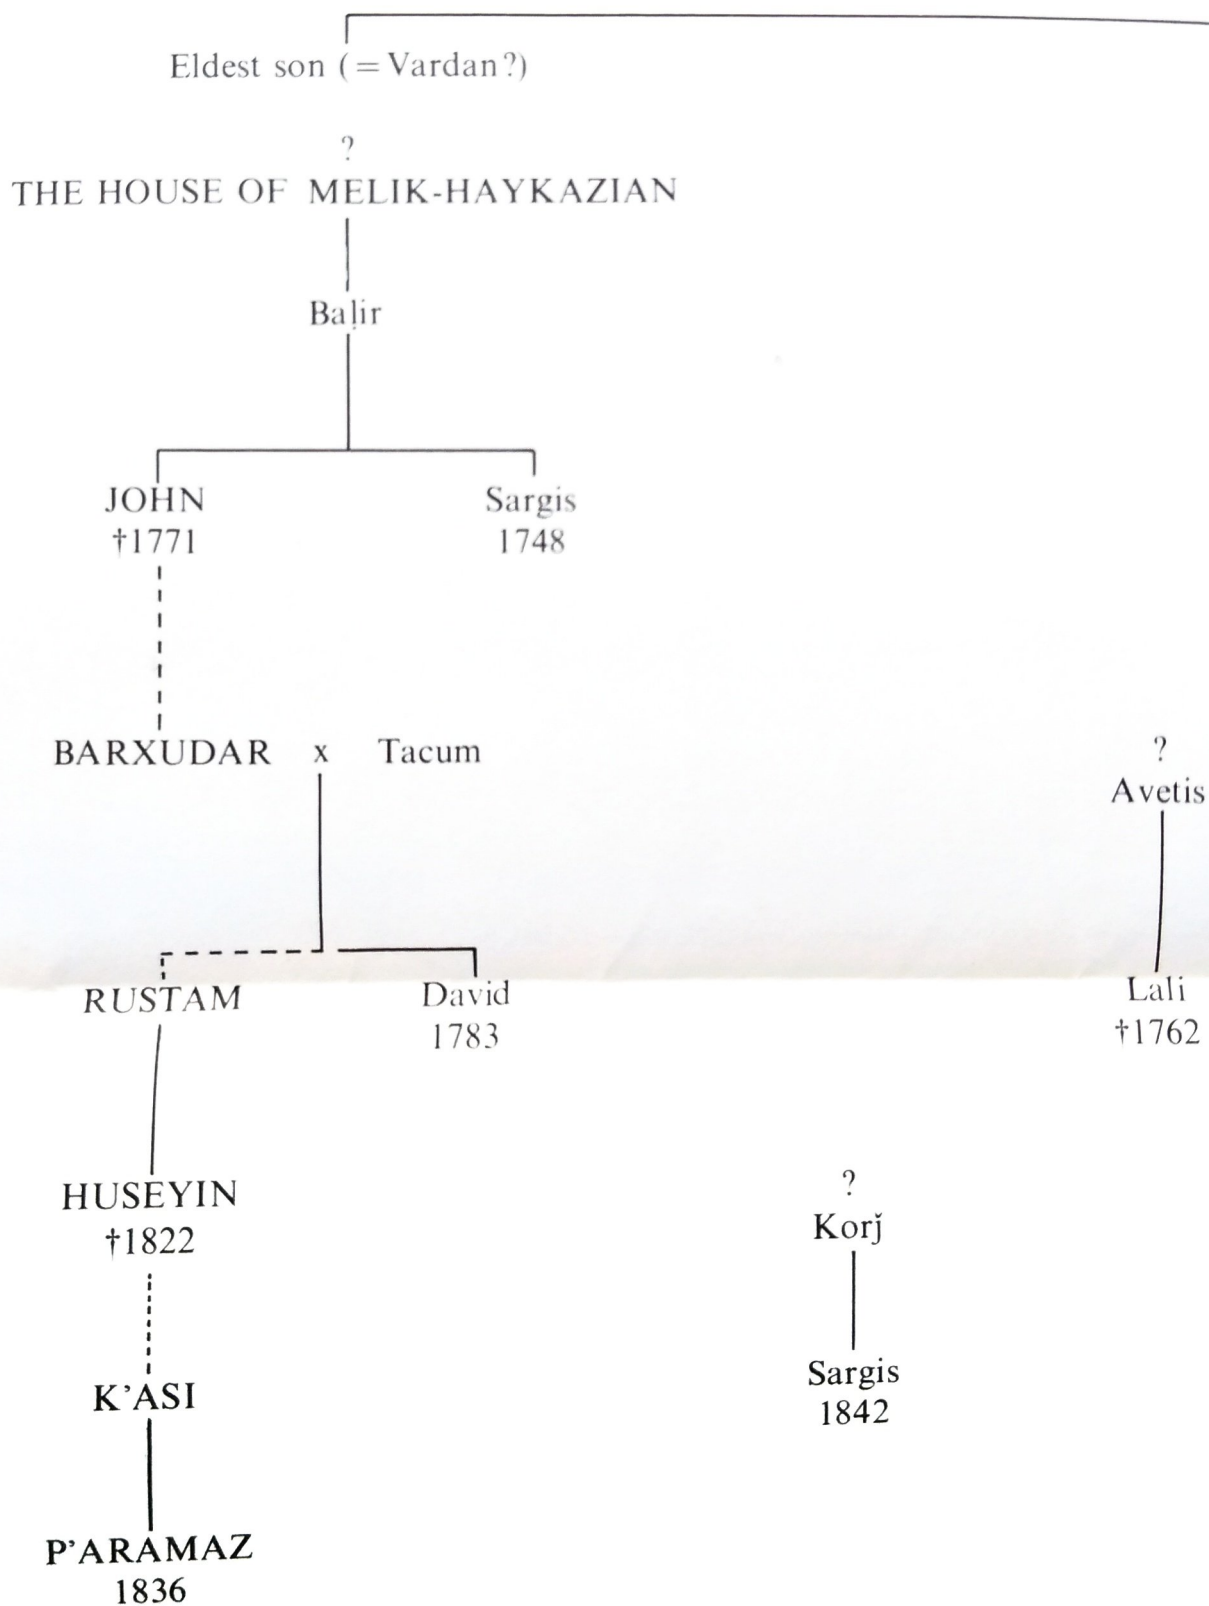 Eldest son (=Vardan?)
?
THE HOUSE OF MELIK-HAYKAZIAN
Baḷir
JOHN
†1771
Sargis
1748
BARXUDAR x Tacum
?
Avetis
RUSTAM
David
1783
Lali
†1762
HUSEYIN
†1822
?
Korǰ
Sargis
1842
K’ASI
P’ARAMAZ
1836